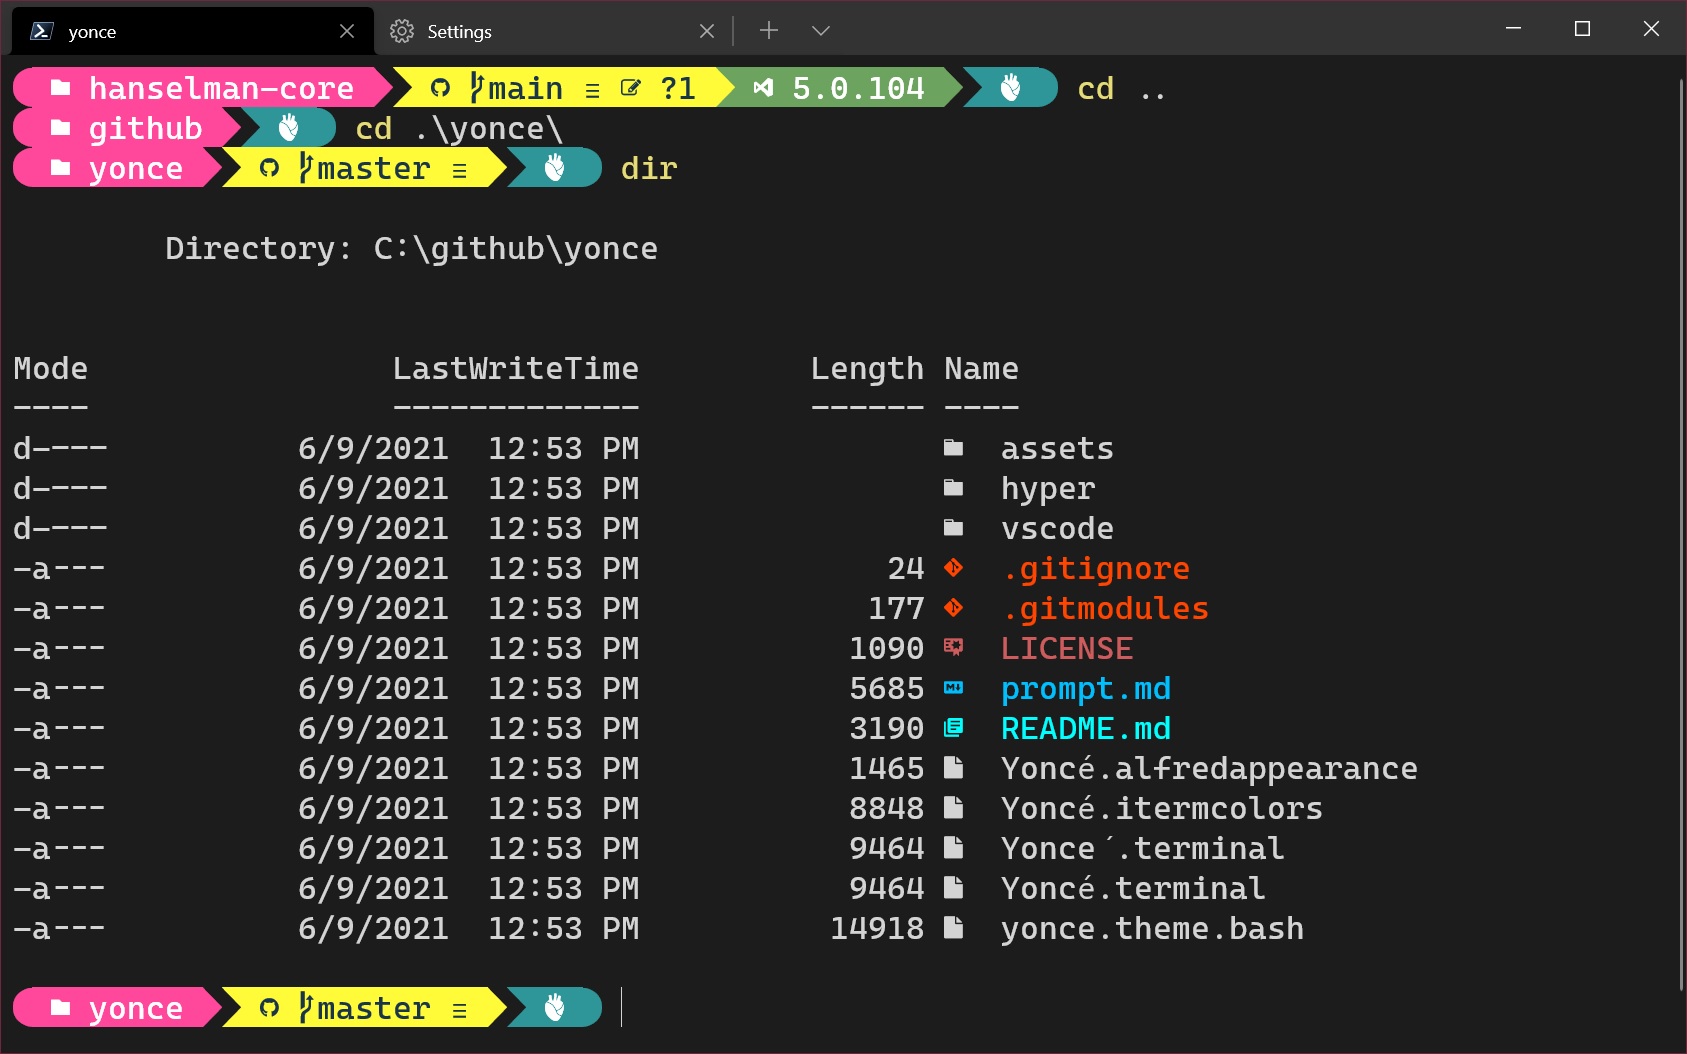 yonce Settings
hanselman-core main ≡ ?1 5.0.104 cd ..
github cd .\yonce\
yonce master ≡ dir
Directory: C:\github\yonce
Mode LastWriteTime Length Name
---- ------------- ------ ----
d---- 6/9/2021 12:53 PM assets
d---- 6/9/2021 12:53 PM hyper
d---- 6/9/2021 12:53 PM vscode
-a--- 6/9/2021 12:53 PM 24 .gitignore
-a--- 6/9/2021 12:53 PM 177 .gitmodules
-a--- 6/9/2021 12:53 PM 1090 LICENSE
-a--- 6/9/2021 12:53 PM 5685 prompt.md
-a--- 6/9/2021 12:53 PM 3190 README.md
-a--- 6/9/2021 12:53 PM 1465 Yoncé.alfredappearance
-a--- 6/9/2021 12:53 PM 8848 Yoncé.itermcolors
-a--- 6/9/2021 12:53 PM 9464 Yonce´.terminal
-a--- 6/9/2021 12:53 PM 9464 Yoncé.terminal
-a--- 6/9/2021 12:53 PM 14918 yonce.theme.bash
yonce master ≡